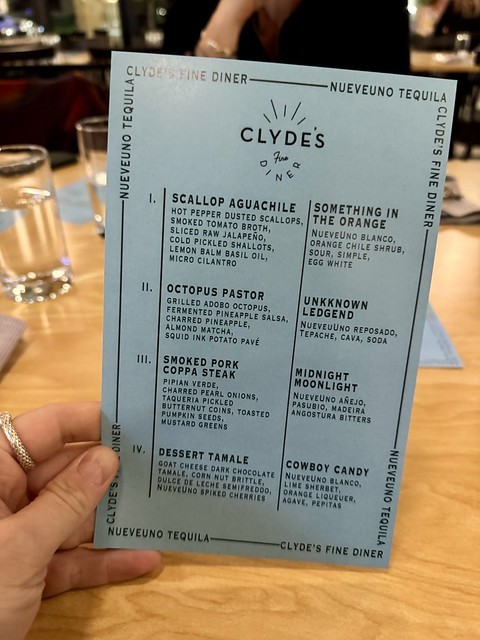 CLYDE'S FINE DINER
NUEVEUNO TEQUILA
NUEVEUNO TEQUILA
CLYDE'S FINE DINER
CLYDE'S
Fine
DINER
I.
SCALLOP AGUACHILE
HOT PEPPER DUSTED SCALLOPS,
SMOKED TOMATO BROTH,
SLICED RAW JALAPEÑO,
COLD PICKLED SHALLOTS,
LEMON BALM BASIL OIL,
MICRO CILANTRO
SOMETHING IN
THE ORANGE
NUEVEUNO BLANCO,
ORANGE CHILE SHRUB,
SOUR, SIMPLE,
EGG WHITE
II.
OCTOPUS PASTOR
GRILLED ADOBO OCTOPUS,
FERMENTED PINEAPPLE SALSA,
CHARRED PINEAPPLE,
ALMOND MATCHA,
SQUID INK POTATO PAVÉ
UNKKNOWN
LEDGEND
NUEVEUÜNO REPOSADO,
TEPACHE, CAVA, SODA
III.
SMOKED PORK
COPPA STEAK
PIPIAN VERDE,
CHARRED PEARL ONIONS,
TAQUERIA PICKLED
BUTTERNUT COINS, TOASTED
PUMPKIN SEEDS,
MUSTARD GREENS
MIDNIGHT
MOONLIGHT
NUEVEUNO AÑEJO,
PASUBIO, MADEIRA
ANGOSTURA BITTERS
IV.
DESSERT TAMALE
GOAT CHEESE DARK CHOCOLATE
TAMALE, CORN NUT BRITTLE,
DULCE DE LECHE SEMIFREDDO,
NUEVEUNO SPIKED CHERRIES
COWBOY CANDY
NUEVEUNO BLANCO,
LIME SHERBET,
ORANGE LIQUEUER,
AGAVE, PEPITAS
CLYDE'S DINER
NUEVEUNO TEQUILA
NUEVEUNO TEQUILA
CLYDE'S FINE DINER